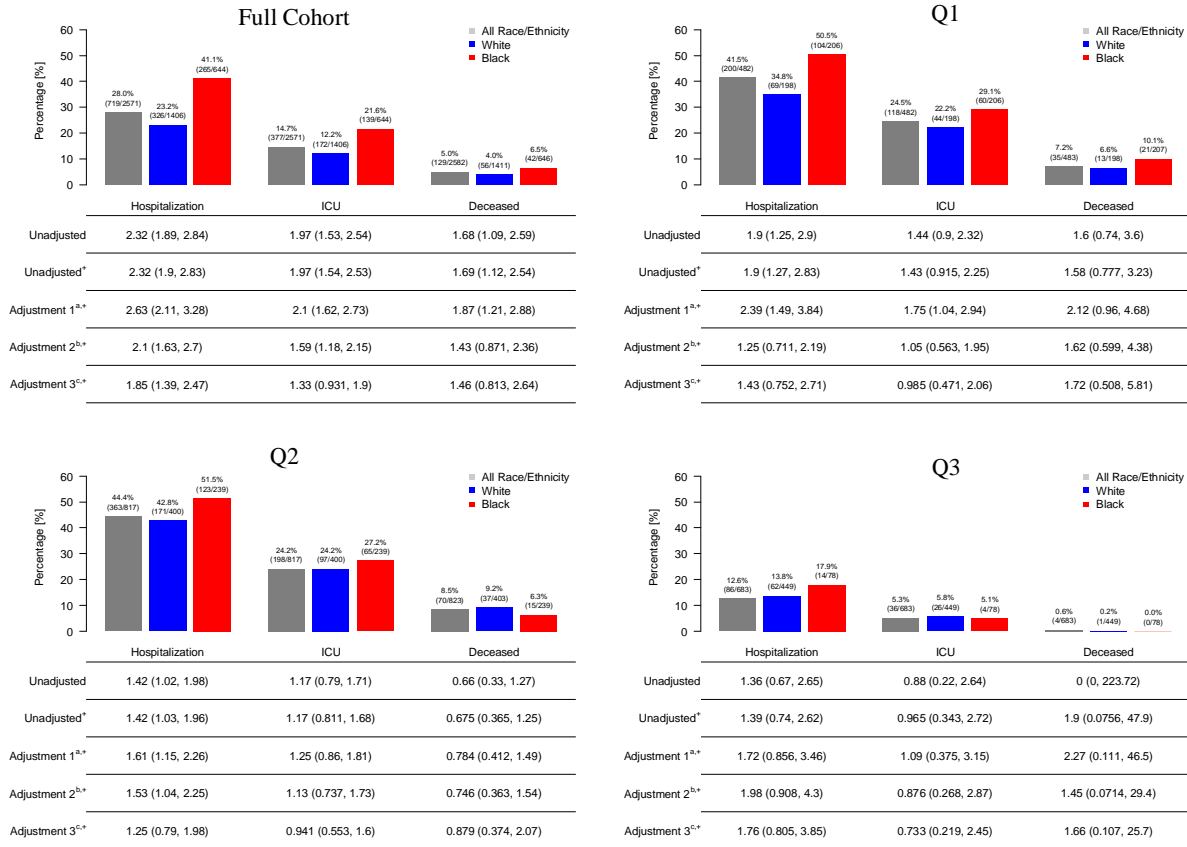 Full Cohort
60
50
40
30
20
10
0
Percentage [%]
All Race/Ethnicity
White
Black
28.0%
(719/2571)
23.2%
(326/1406)
41.1%
(265/644)
14.7%
(377/2571)
12.2%
(172/1406)
21.6%
(139/644)
5.0%
(129/2582)
4.0%
(56/1411)
6.5%
(42/646)
Hospitalization ICU Deceased
Unadjusted 2.32 (1.89, 2.84) 1.97 (1.53, 2.54) 1.68 (1.09, 2.59)
Unadjusted+ 2.32 (1.9, 2.83) 1.97 (1.54, 2.53) 1.69 (1.12, 2.54)
Adjustment 1a,+ 2.63 (2.11, 3.28) 2.1 (1.62, 2.73) 1.87 (1.21, 2.88)
Adjustment 2b,+ 2.1 (1.63, 2.7) 1.59 (1.18, 2.15) 1.43 (0.871, 2.36)
Adjustment 3c,+ 1.85 (1.39, 2.47) 1.33 (0.931, 1.9) 1.46 (0.813, 2.64)
Q1
60
50
40
30
20
10
0
Percentage [%]
All Race/Ethnicity
White
Black
41.5%
(200/482)
34.8%
(69/198)
50.5%
(104/206)
24.5%
(118/482)
22.2%
(44/198)
29.1%
(60/206)
7.2%
(35/483)
6.6%
(13/198)
10.1%
(21/207)
Hospitalization ICU Deceased
Unadjusted 1.9 (1.25, 2.9) 1.44 (0.9, 2.32) 1.6 (0.74, 3.6)
Unadjusted+ 1.9 (1.27, 2.83) 1.43 (0.915, 2.25) 1.58 (0.777, 3.23)
Adjustment 1a,+ 2.39 (1.49, 3.84) 1.75 (1.04, 2.94) 2.12 (0.96, 4.68)
Adjustment 2b,+ 1.25 (0.711, 2.19) 1.05 (0.563, 1.95) 1.62 (0.599, 4.38)
Adjustment 3c,+ 1.43 (0.752, 2.71) 0.985 (0.471, 2.06) 1.72 (0.508, 5.81)
Q2
60
50
40
30
20
10
0
Percentage [%]
All Race/Ethnicity
White
Black
44.4%
(363/817)
42.8%
(171/400)
51.5%
(123/239)
24.2%
(198/817)
24.2%
(97/400)
27.2%
(65/239)
8.5%
(70/823)
9.2%
(37/403)
6.3%
(15/239)
Hospitalization ICU Deceased
Unadjusted 1.42 (1.02, 1.98) 1.17 (0.79, 1.71) 0.66 (0.33, 1.27)
Unadjusted+ 1.42 (1.03, 1.96) 1.17 (0.811, 1.68) 0.675 (0.365, 1.25)
Adjustment 1a,+ 1.61 (1.15, 2.26) 1.25 (0.86, 1.81) 0.784 (0.412, 1.49)
Adjustment 2b,+ 1.53 (1.04, 2.25) 1.13 (0.737, 1.73) 0.746 (0.363, 1.54)
Adjustment 3c,+ 1.25 (0.79, 1.98) 0.941 (0.553, 1.6) 0.879 (0.374, 2.07)
Q3
60
50
40
30
20
10
0
Percentage [%]
All Race/Ethnicity
White
Black
12.6%
(86/683)
13.8%
(62/449)
17.9%
(14/78)
5.3%
(36/683)
5.8%
(26/449)
5.1%
(4/78)
0.6%
(4/683)
0.2%
(1/449)
0.0%
(0/78)
Hospitalization ICU Deceased
Unadjusted 1.36 (0.67, 2.65) 0.88 (0.22, 2.64) 0 (0, 223.72)
Unadjusted+ 1.39 (0.74, 2.62) 0.965 (0.343, 2.72) 1.9 (0.0756, 47.9)
Adjustment 1a,+ 1.72 (0.856, 3.46) 1.09 (0.375, 3.15) 2.27 (0.111, 46.5)
Adjustment 2b,+ 1.98 (0.908, 4.3) 0.876 (0.268, 2.87) 1.45 (0.0714, 29.4)
Adjustment 3c,+ 1.76 (0.805, 3.85) 0.733 (0.219, 2.45) 1.66 (0.107, 25.7)